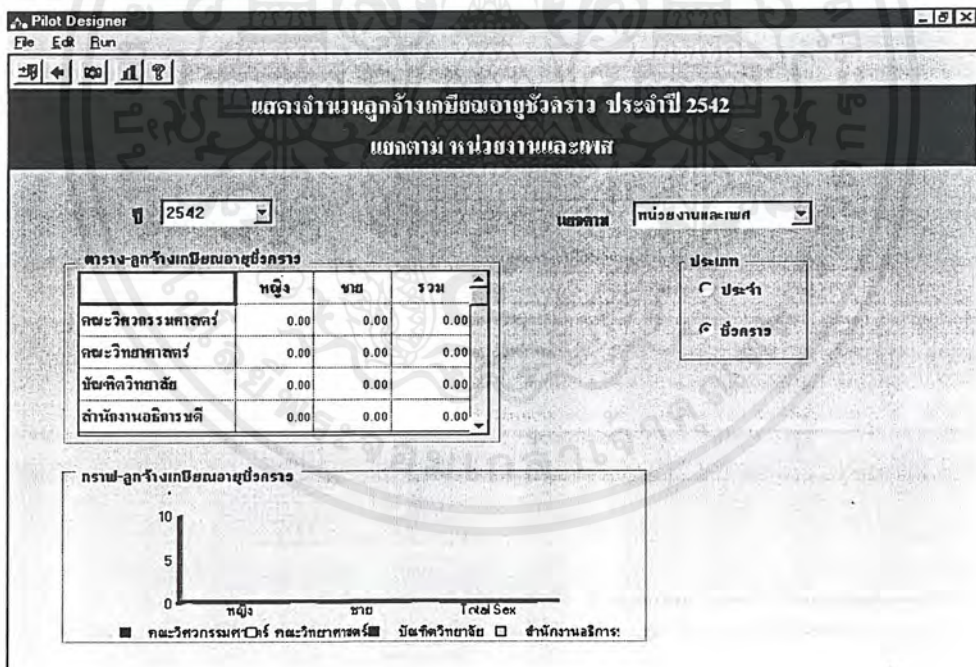 Pilot Designer
File Edit Run
แสดงจำนวนลูกจ้างเกษียณอายุชั่วคราว ประจำปี 2542
แยกตาม หน่วยงานและเพศ
ปี 2542 แยกตาม หน่วยงานและเพศ
ตาราง-ลูกจ้างเกษียณอายุชั่วคราว
หญิง ชาย รวม
คณะวิศวกรรมศาสตร์ 0.00 0.00 0.00
คณะวิทยาศาสตร์ 0.00 0.00 0.00
บัณฑิตวิทยาลัย 0.00 0.00 0.00
สำนักงานอธิการบดี 0.00 0.00 0.00
ประเภท
ประจำ
ชั่วคราว
กราฟ-ลูกจ้างเกษียณอายุชั่วคราว
10
5
0
หญิง ชาย Total Sex
คณะวิศวกรรมศาสตร์ คณะวิทยาศาสตร์ บัณฑิตวิทยาลัย สำนักงานอธิการ